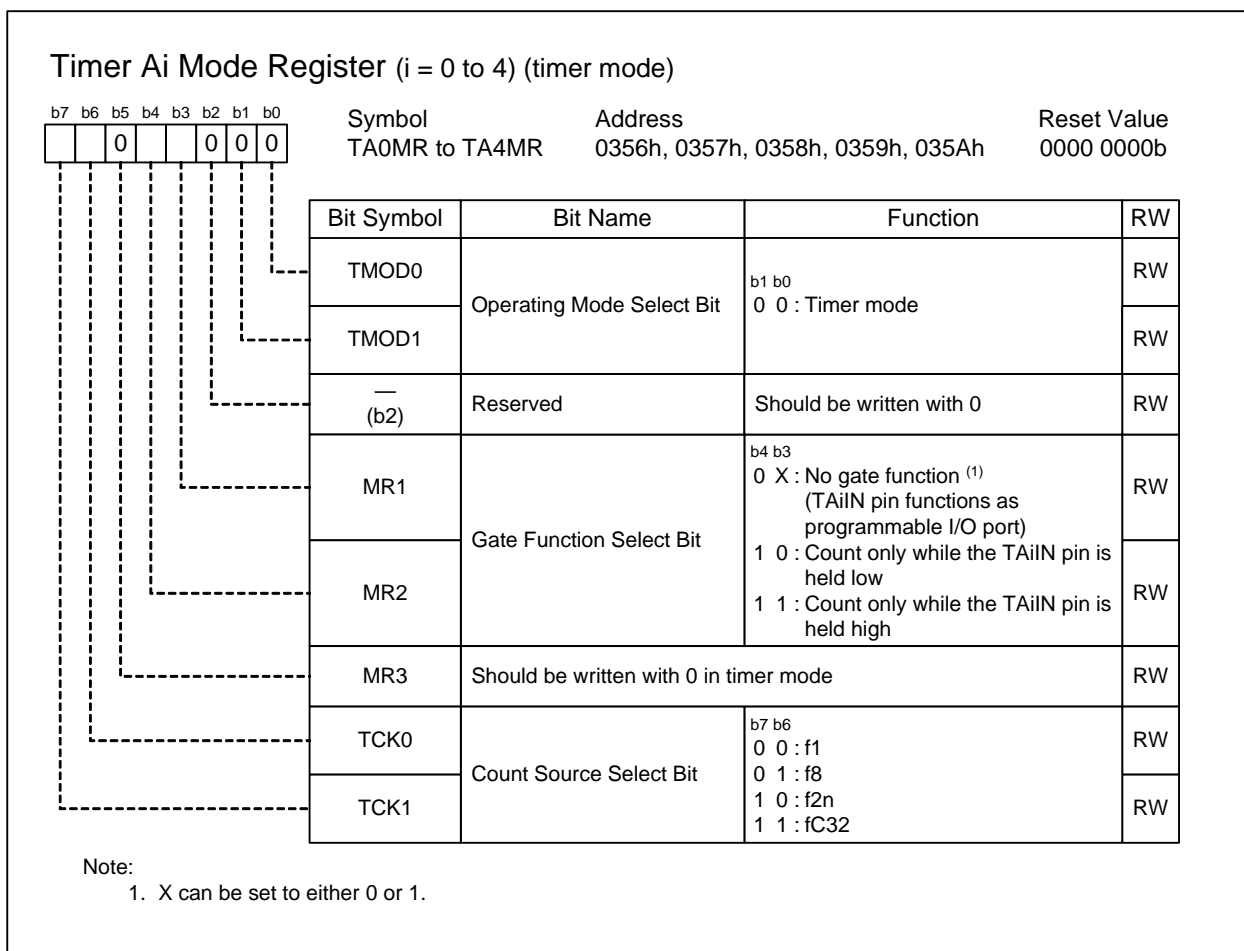 Timer Ai Mode Register (i = 0 to 4) (timer mode)
b7 b6 b5 b4 b3 b2 b1 b0
0 0 0 0
Symbol Address Reset Value
TA0MR to TA4MR 0356h, 0357h, 0358h, 0359h, 035Ah 0000 0000b
Bit Symbol Bit Name Function RW
TMOD0 RW
Operating Mode Select Bit
b1 b0
0 0 : Timer mode
TMOD1 RW
—
(b2)
Reserved Should be written with 0 RW
MR1 RW
Gate Function Select Bit
b4 b3
0 X : No gate function (1)
(TAiIN pin functions as
programmable I/O port)
1 0 : Count only while the TAiIN pin is
held low
1 1 : Count only while the TAiIN pin is
held high
MR2 RW
MR3 Should be written with 0 in timer mode RW
TCK0 RW
Count Source Select Bit
b7 b6
0 0 : f1
0 1 : f8
1 0 : f2n
1 1 : fC32
TCK1 RW
Note:
1. X can be set to either 0 or 1.